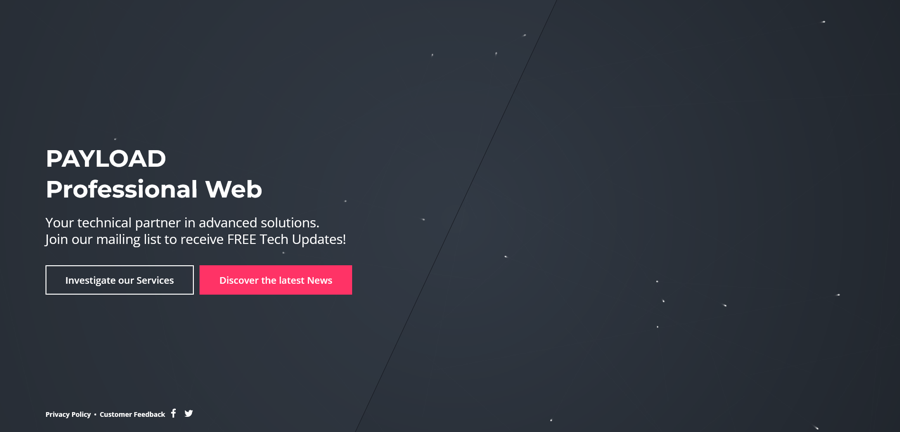 PAYLOAD
Professional Web
Your technical partner in advanced solutions.
Join our mailing list to receive FREE Tech Updates!
Investigate our Services
Discover the latest News
Privacy Policy • Customer Feedback